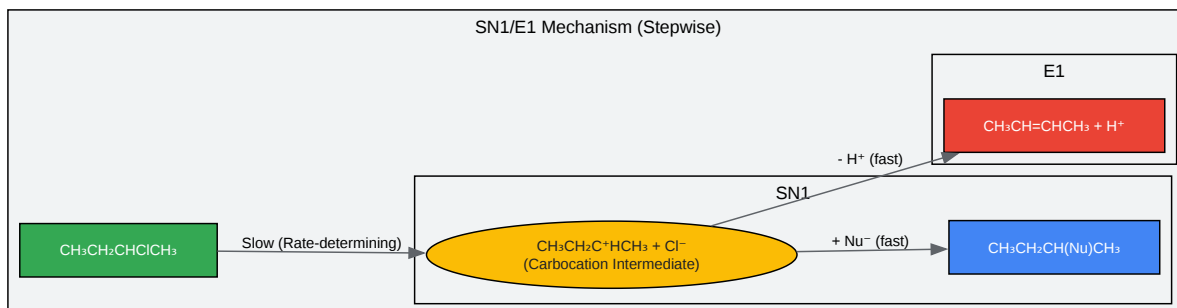 SN1/E1 Mechanism (Stepwise)
E1
CH₃CH=CHCH₃ + H⁺
- H⁺ (fast)
SN1
CH₃CH₂CHClCH₃
Slow (Rate-determining)
CH₃CH₂C⁺HCH₃ + Cl⁻
(Carbocation Intermediate)
+ Nu⁻ (fast)
CH₃CH₂CH(Nu)CH₃